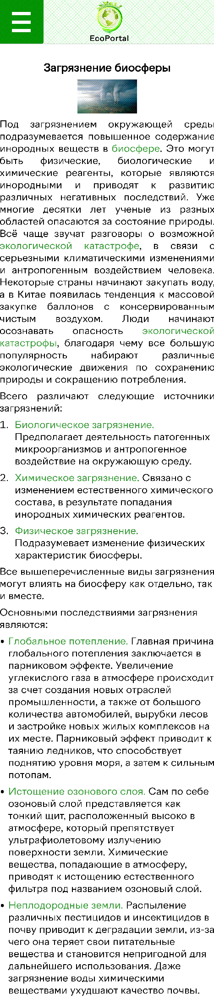 EcoPortal
Загрязнение биосферы
Под загрязнением окружающей среды
подразумевается повышенное содержание
инородных веществ в биосфере. Это могут
быть физические, биологические и
химические реагенты, которые являются
инородными и приводят к развитию
различных негативных последствий. Уже
многие десятки лет ученые из разных
областей опасаются за состояние природы.
Всё чаще звучат разговоры о возможной
экологической катастрофе, в связи с
серьезными климатическими изменениями
и антропогенным воздействием человека.
Некоторые страны начинают закупать воду,
а в Китае появилась тенденция к массовой
закупке баллонов с консервированным
чистым воздухом. Люди начинают
осознавать опасность экологической
катастрофы, благодаря чему все большую
популярность набирают различные
экологические движения по сохранению
природы и сокращению потребления.
Всего различают следующие источники
загрязнений:
1. Биологическое загрязнение.
Предполагает деятельность патогенных
микроорганизмов и антропогенное
воздействие на окружающую среду.
2. Химическое загрязнение. Связано с
изменением естественного химического
состава, в результате попадания
инородных химических реагентов.
3. Физическое загрязнение.
Подразумевает изменение физических
характеристик биосферы.
Все вышеперечисленные виды загрязнения
могут влиять на биосферу как отдельно, так
и вместе.
Основными последствиями загрязнения
являются:
• Глобальное потепление. Главная причина
глобального потепления заключается в
парниковом эффекте. Увеличение
углекислого газа в атмосфере происходит
за счет создания новых отраслей
промышленности, а также от большого
количества автомобилей, вырубки лесов
и застройке новых жилых комплексов на
их месте. Парниковый эффект приводит к
таянию ледников, что способствует
поднятию уровня моря, а затем к сильным
потопам.
• Истощение озонового слоя. Сам по себе
озоновый слой представляется как
тонкий щит, расположенный высоко в
атмосфере, который препятствует
ультрафиолетовому излучению
поверхности земли. Химические
вещества, попадающие в атмосферу,
приводят к истощению естественного
фильтра под названием озоновый слой.
• Неплодородные земли. Распыление
различных пестицидов и инсектицидов в
почву приводит к деградации земли, из-за
чего она теряет свои питательные
вещества и становится непригодной для
дальнейшего использования. Даже
загрязнение воды химическими
веществами ухудшают качество почвы.